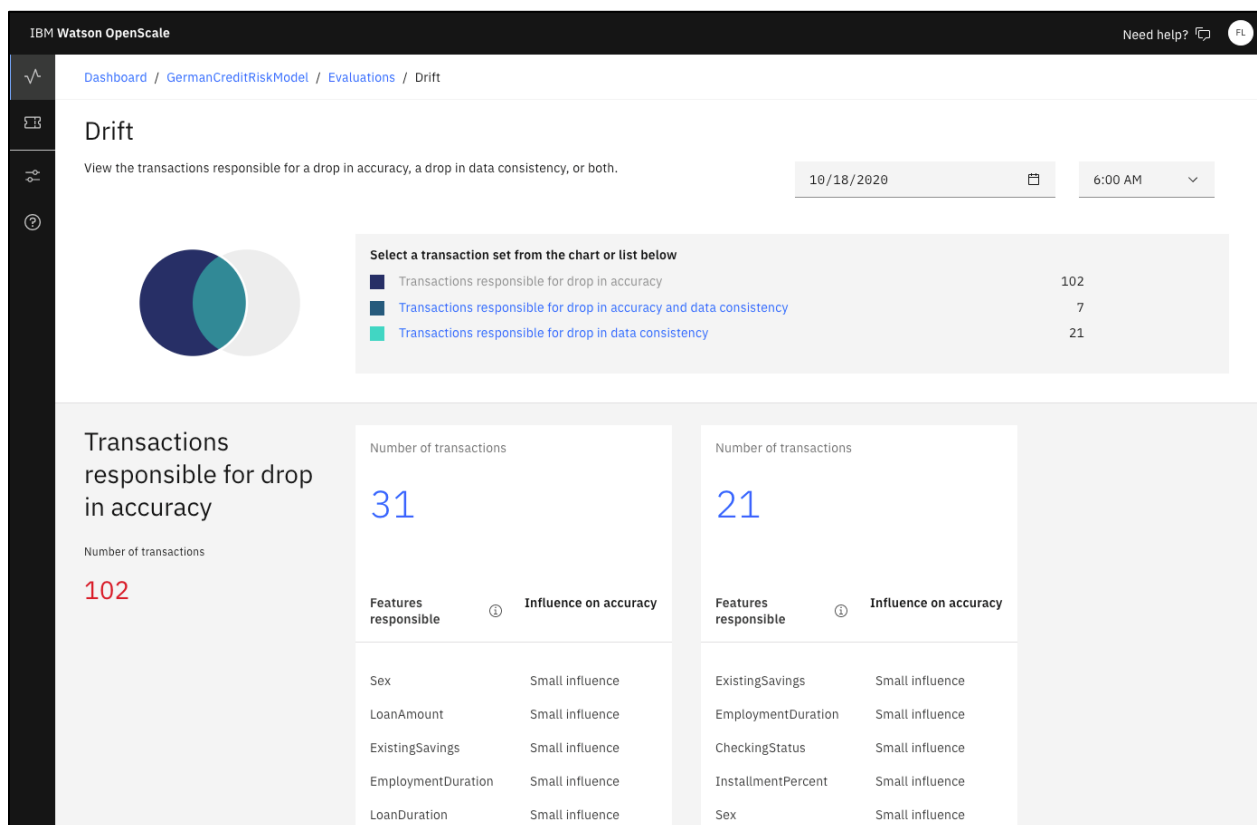 IBM Watson OpenScale
Need help?
FL
Dashboard / GermanCreditRiskModel / Evaluations / Drift
Drift
View the transactions responsible for a drop in accuracy, a drop in data consistency, or both.
10/18/2020
6:00 AM
Select a transaction set from the chart or list below
Transactions responsible for drop in accuracy 102
Transactions responsible for drop in accuracy and data consistency 7
Transactions responsible for drop in data consistency 21
Transactions
responsible for drop
in accuracy
Number of transactions
102
Number of transactions
31
Features
responsible
Influence on accuracy
Sex Small influence
LoanAmount Small influence
ExistingSavings Small influence
EmploymentDuration Small influence
LoanDuration Small influence
Number of transactions
21
Features
responsible
Influence on accuracy
ExistingSavings Small influence
EmploymentDuration Small influence
CheckingStatus Small influence
InstallmentPercent Small influence
Sex Small influence